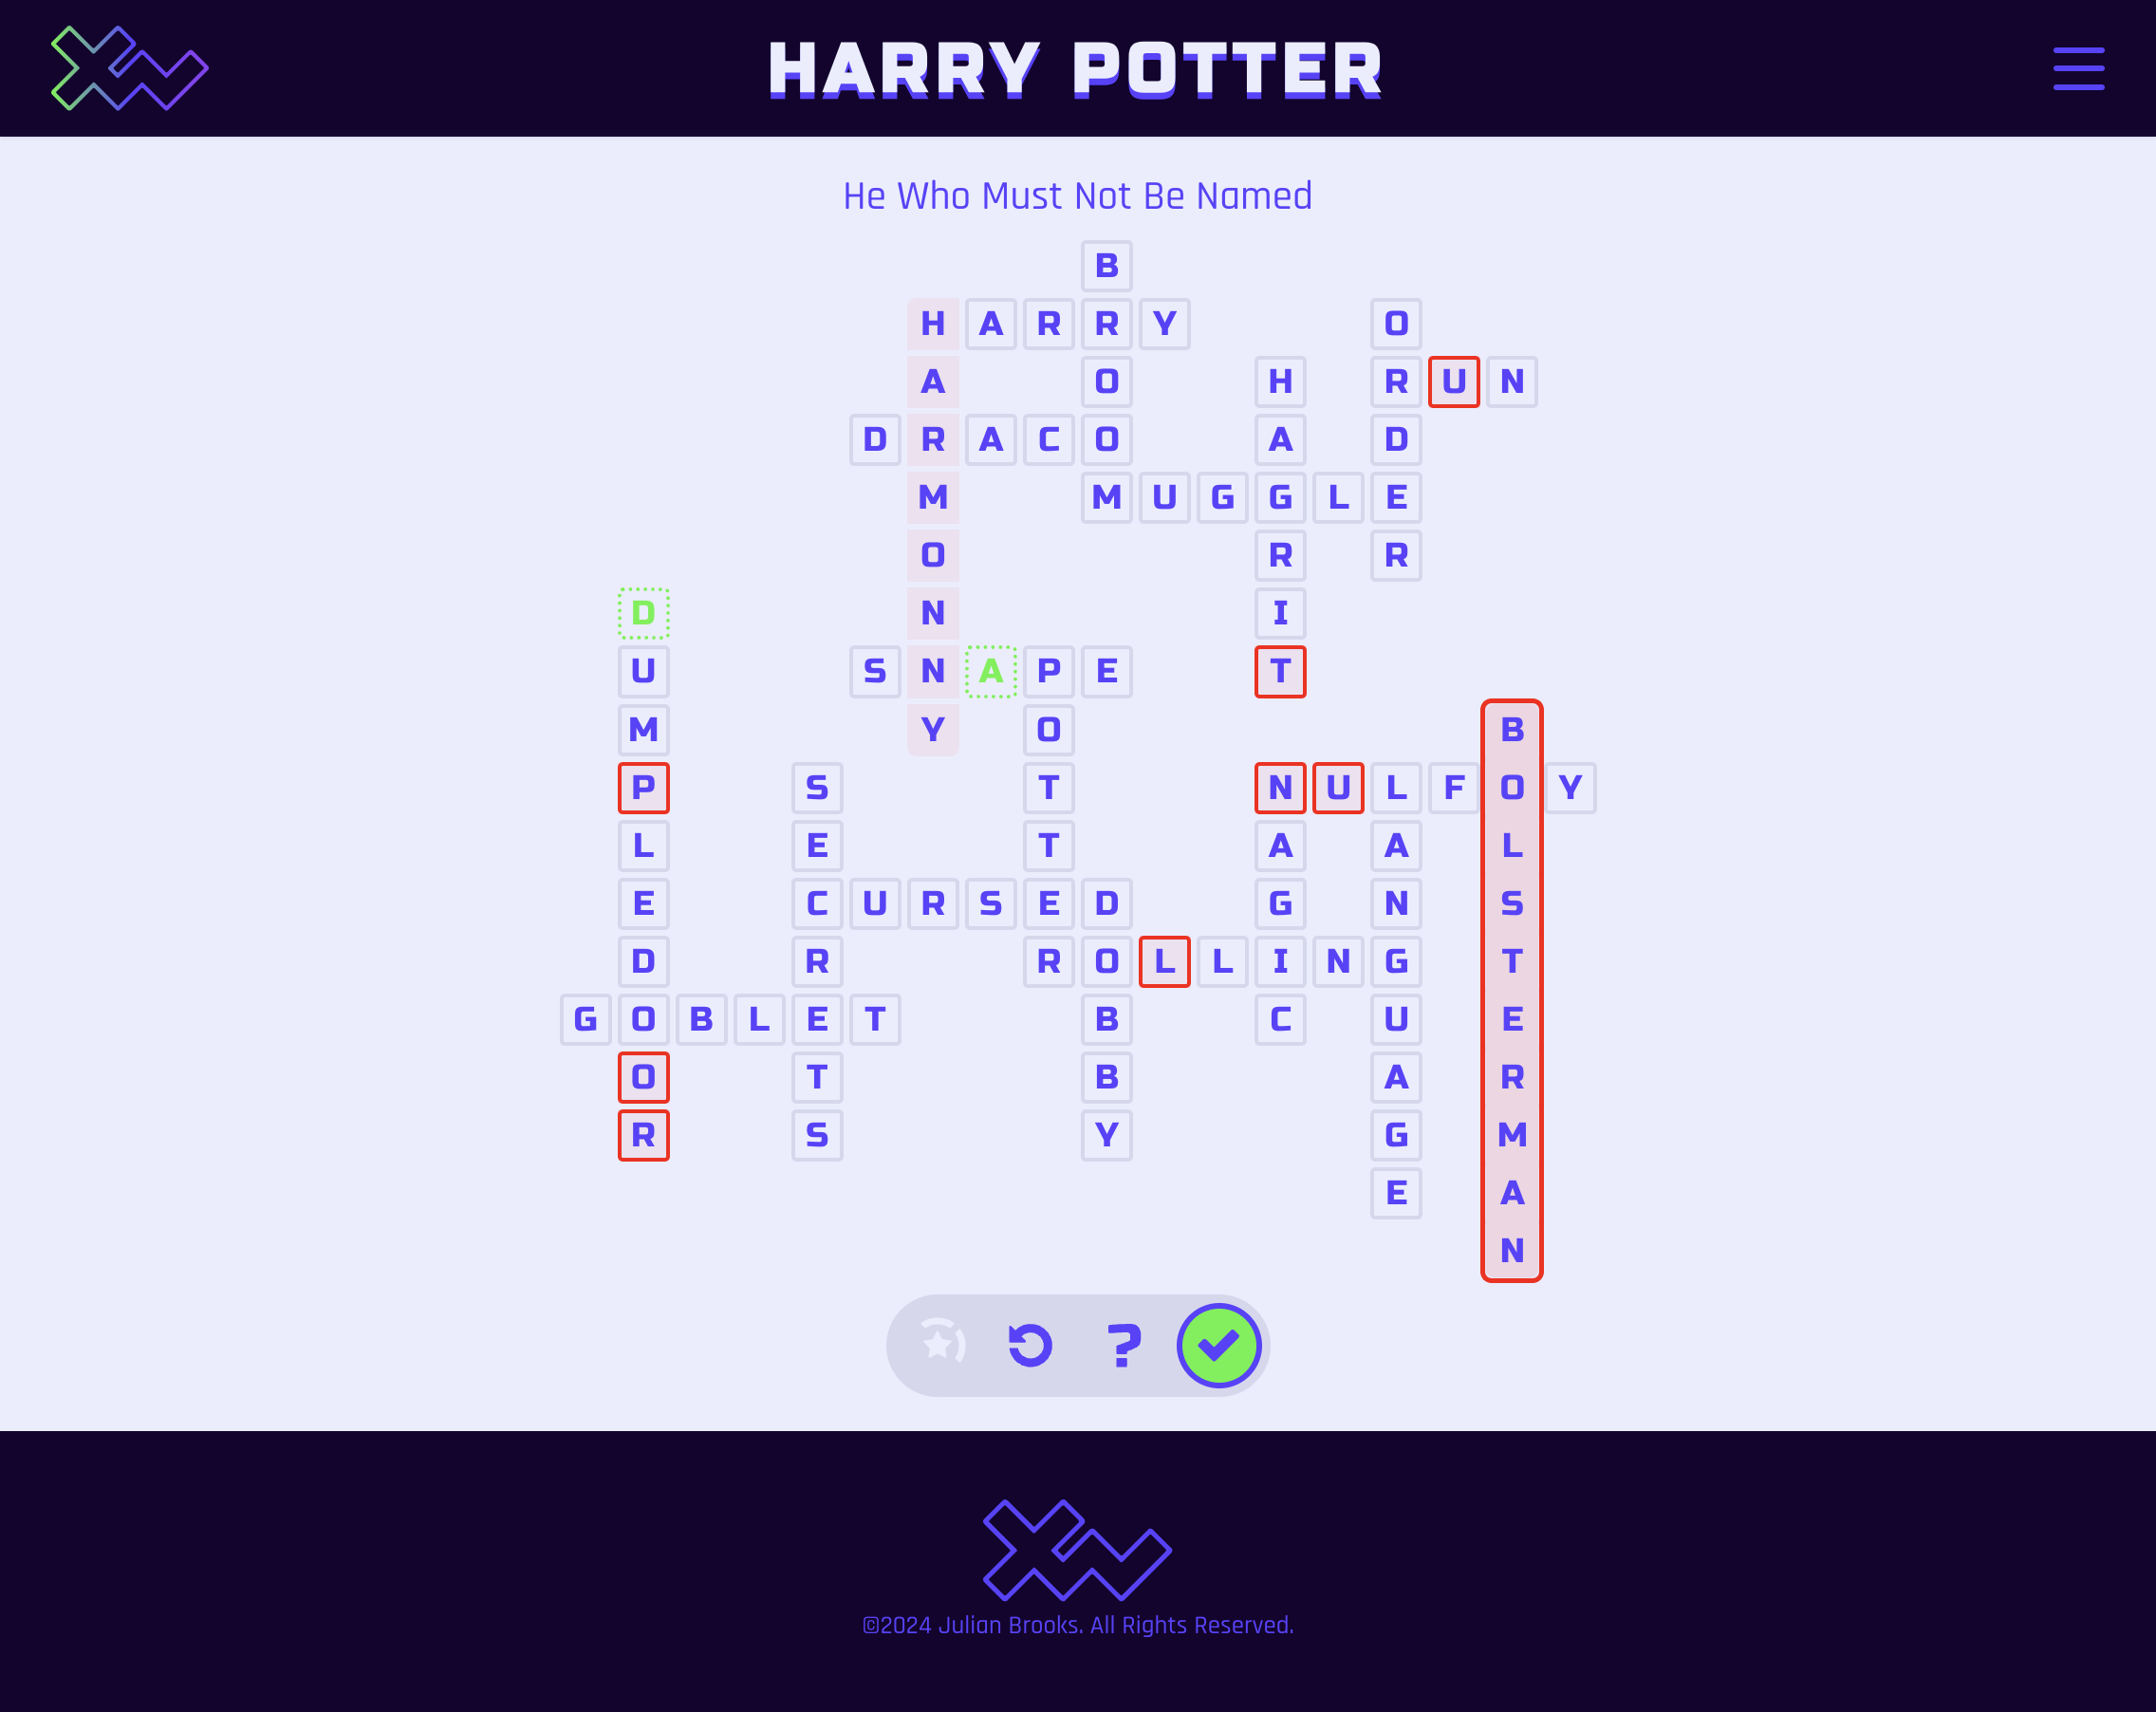 HARRY POTTER
He Who Must Not Be Named
B
H A R R Y O
A O H R U N
D R A C O A D
M M U G G L E
O R R
D N I
U S N A P E T
M Y O B
P S T N U L F O Y
L E T A A L
E C U R S E D G N S
D R R O L L I N G T
G O B L E T B C U E
O T B A R
R S Y G M
E A
N
?
©2024 Julian Brooks. All Rights Reserved.